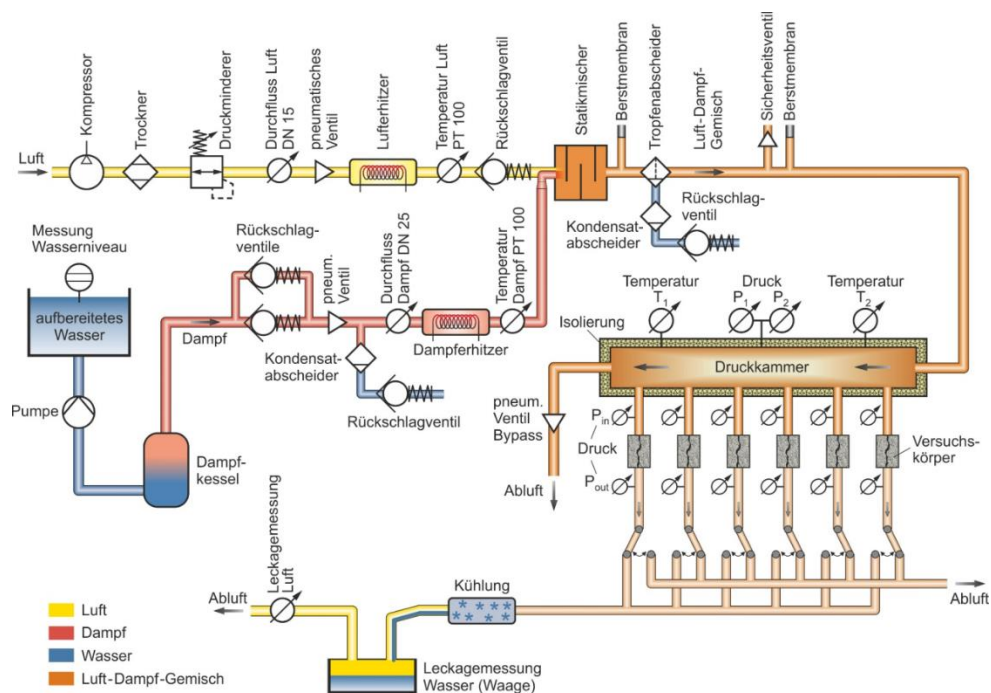 Luft
Kompressor
Trockner
Druckminderer
Durchfluss Luft
DN 15
pneumatisches
Ventil
Lufterhitzer
Temperatur Luft
PT 100
Rückschlagventil
Statikmischer
Berstmembran
Tropfenabscheider
Luft-Dampf-
Gemisch
Sicherheitsventil
Berstmembran
Kondensat-
abscheider
Rückschlag-
ventil
Messung
Wasserniveau
aufbereitetes
Wasser
Pumpe
Dampf-
kessel
Dampf
Rückschlag-
ventile
pneum.
Ventil
Kondensat-
abscheider
Rückschlagventil
Durchfluss
Dampf DN 25
Dampferhitzer
Temperatur
Dampf PT 100
Temperatur
T1
Druck
P1
P2
Temperatur
T2
Isolierung
Druckkammer
pneum.
Ventil
Bypass
Abluft
Pin
Druck
Pout
Versuchs-
körper
Abluft
Kühlung
Leckagemessung
Luft
Abluft
Leckagemessung
Wasser (Waage)
Luft
Dampf
Wasser
Luft-Dampf-Gemisch